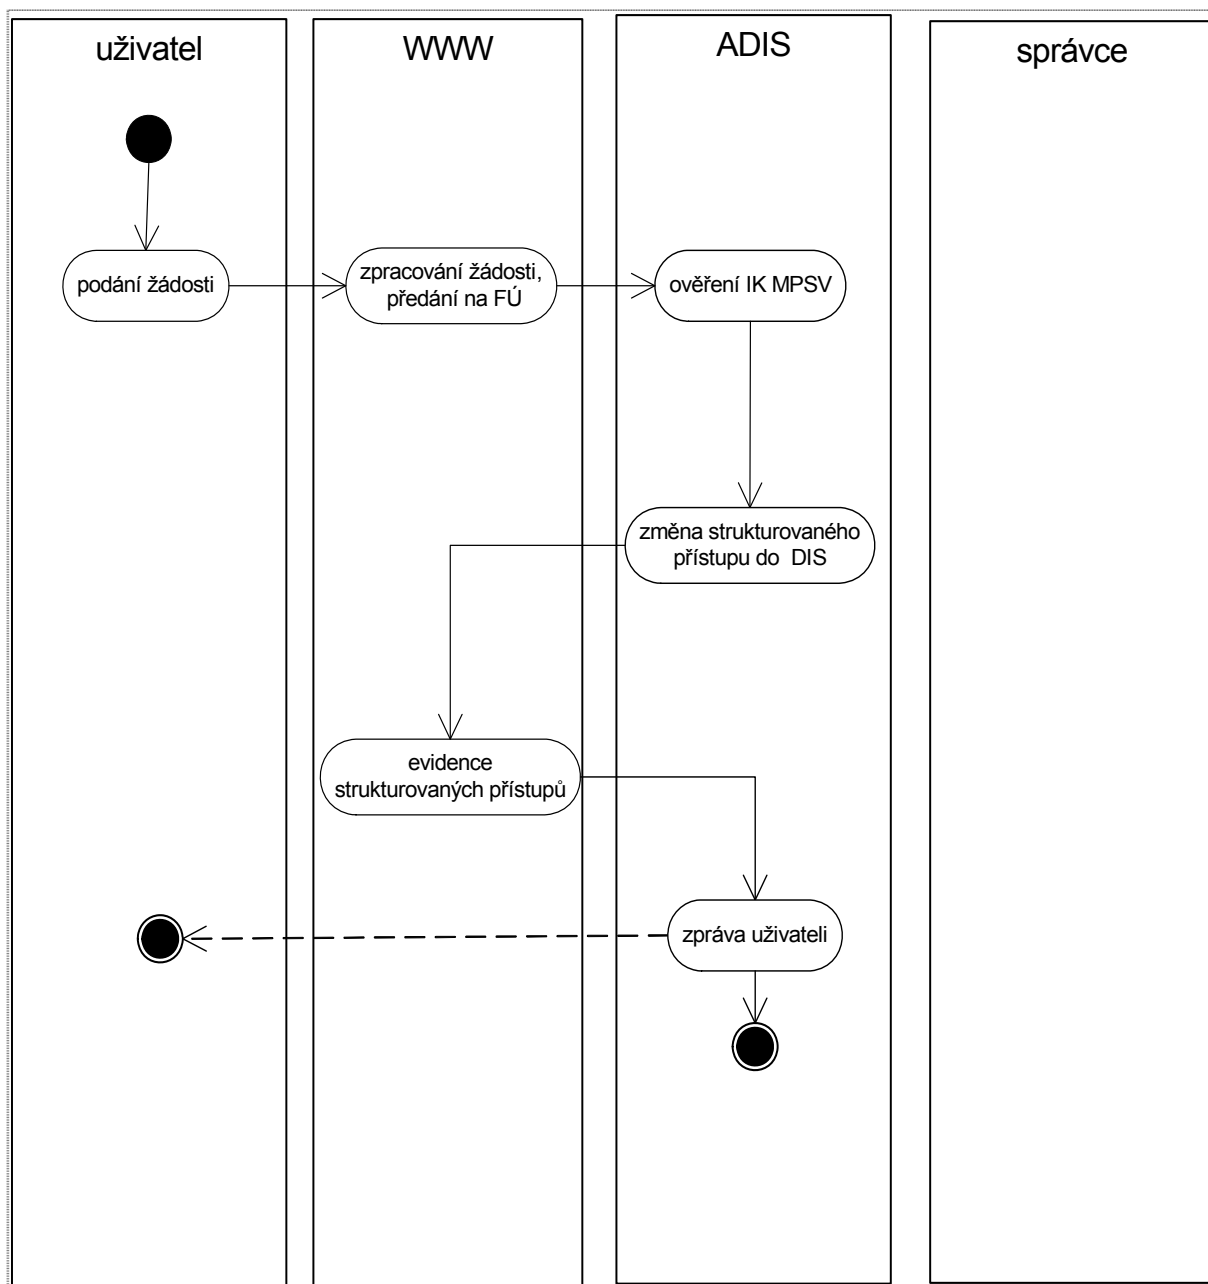 uživatel
WWW
ADIS
správce
podání žádosti
zpracování žádosti,
předání na FÚ
ověření IK MPSV
změna strukturovaného
přístupu do  DIS
evidence
strukturovaných přístupů
zpráva uživateli